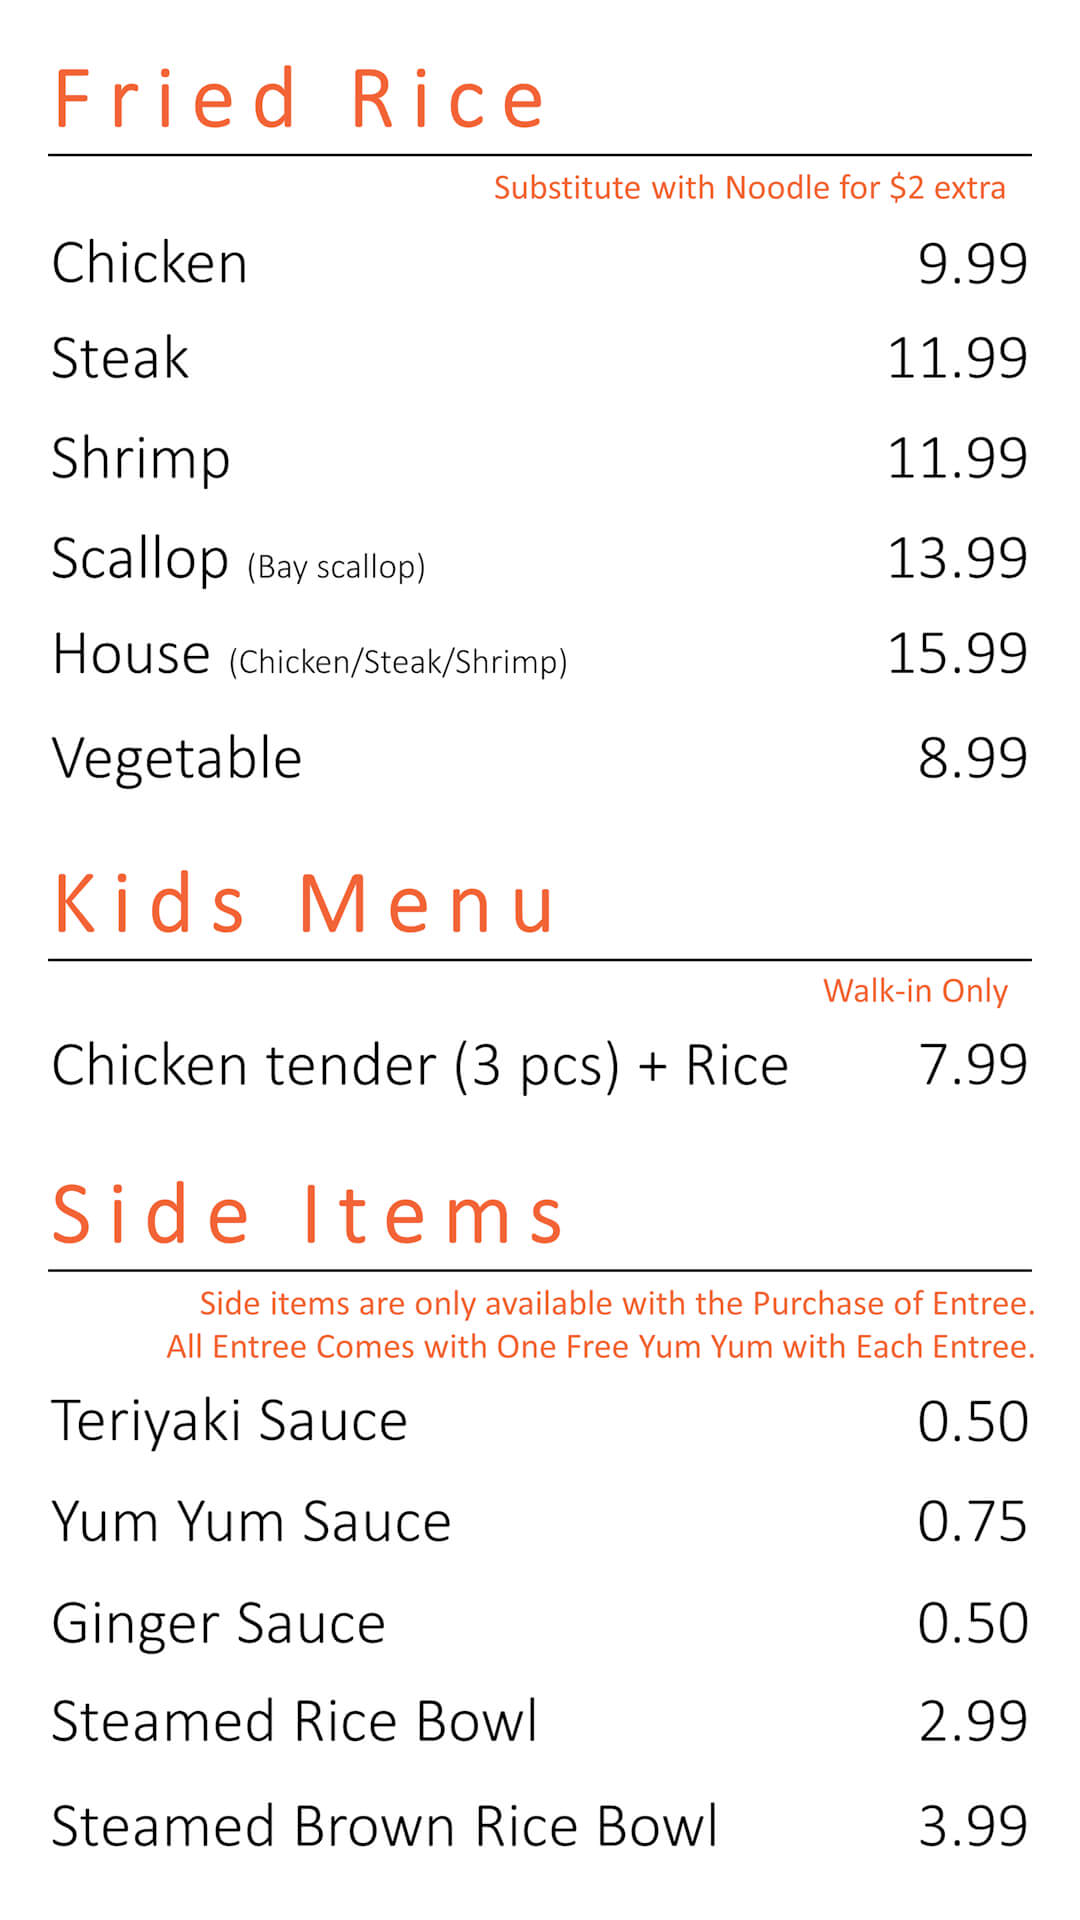 Fried Rice
Substitute with Noodle for $2 extra
Chicken 9.99
Steak 11.99
Shrimp 11.99
Scallop (Bay scallop) 13.99
House (Chicken/Steak/Shrimp) 15.99
Vegetable 8.99
Kids Menu
Walk-in Only
Chicken tender (3 pcs) + Rice 7.99
Side Items
Side items are only available with the Purchase of Entree.
All Entree Comes with One Free Yum Yum with Each Entree.
Teriyaki Sauce 0.50
Yum Yum Sauce 0.75
Ginger Sauce 0.50
Steamed Rice Bowl 2.99
Steamed Brown Rice Bowl 3.99